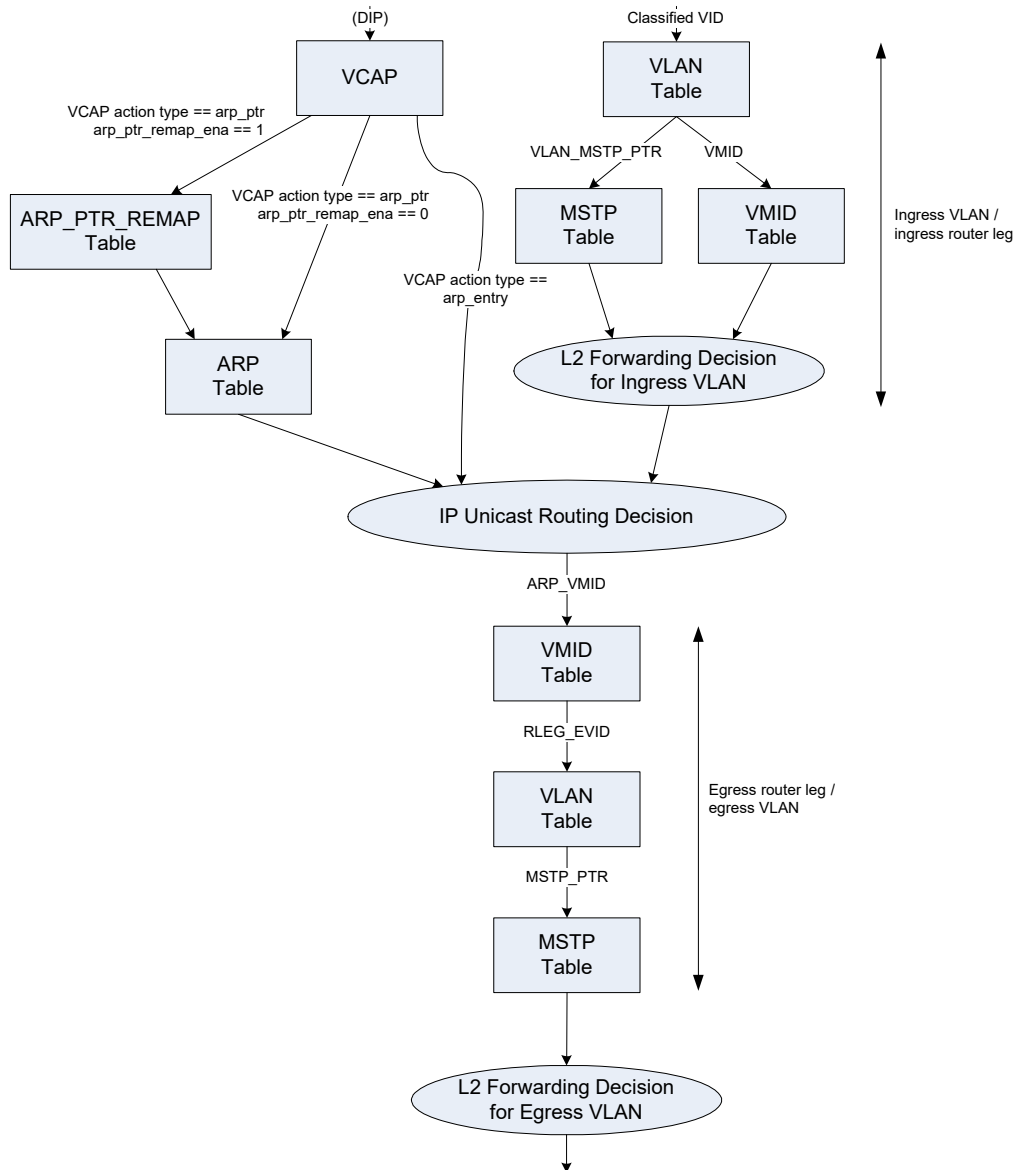 (DIP)
Classified VID
VCAP
VLAN
Table
VCAP action type == arp_ptr
arp_ptr_remap_ena == 1
VLAN_MSTP_PTR
VMID
VCAP action type == arp_ptr
arp_ptr_remap_ena == 0
ARP_PTR_REMAP
Table
MSTP
Table
VMID
Table
Ingress VLAN /
ingress router leg
VCAP action type ==
arp_entry
ARP
Table
L2 Forwarding Decision
for Ingress VLAN
IP Unicast Routing Decision
ARP_VMID
VMID
Table
RLEG_EVID
VLAN
Table
Egress router leg /
egress VLAN
MSTP_PTR
MSTP
Table
L2 Forwarding Decision
for Egress VLAN